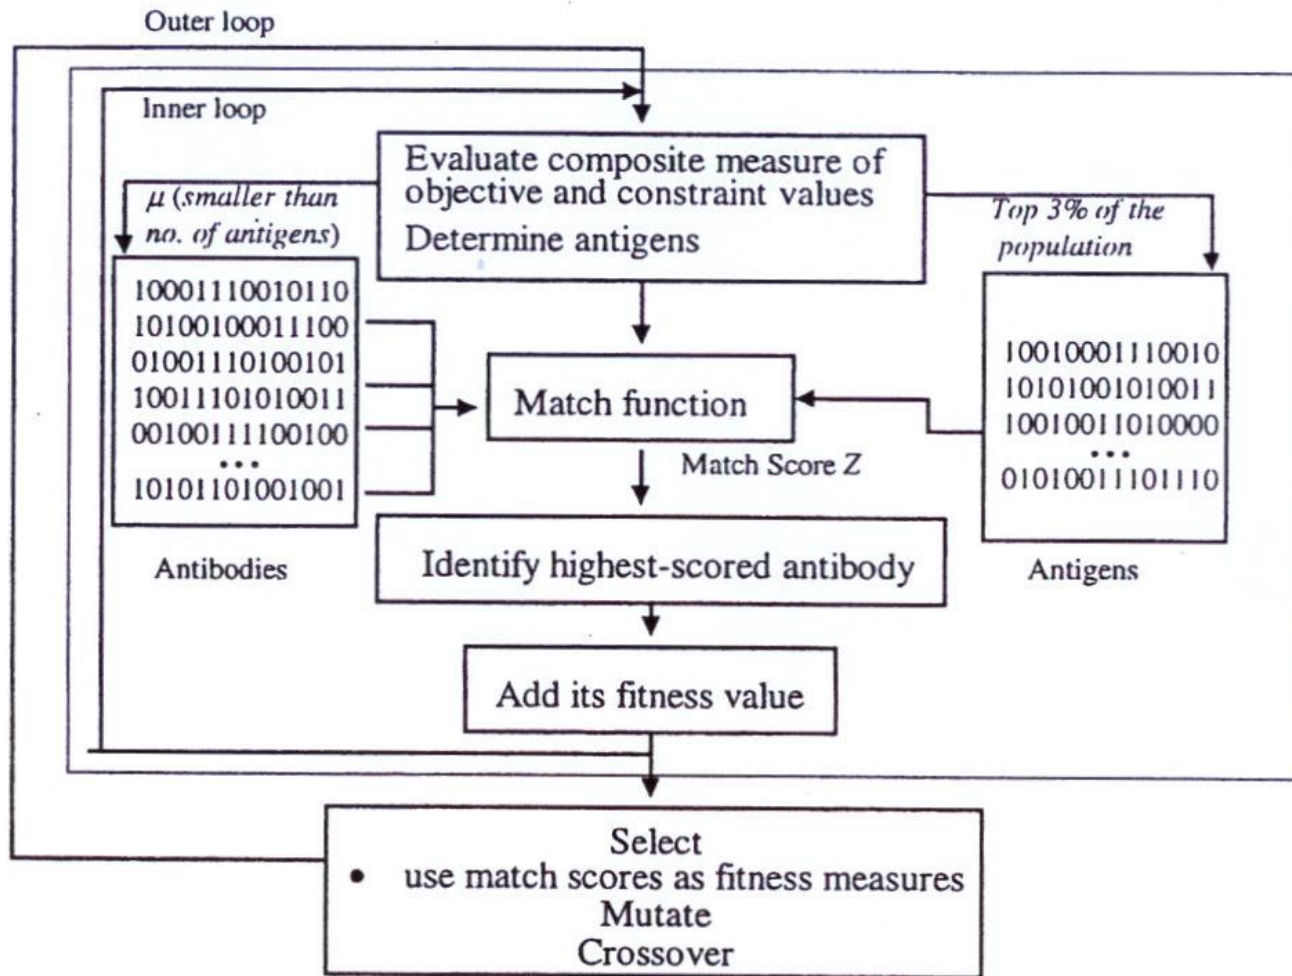 Outer loop
Inner loop
Evaluate composite measure of
objective and constraint values
Determine antigens
μ (smaller than
no. of antigens)
10001110010110
10100100011100
01001110100101
10011101010011
00100111100100
...
10101101001001
Antibodies
Top 3% of the
population
10010001110010
10101001010011
10010011010000
...
01010011101110
Antigens
Match function
Match Score Z
Identify highest-scored antibody
Add its fitness value
Select
• use match scores as fitness measures
Mutate
Crossover